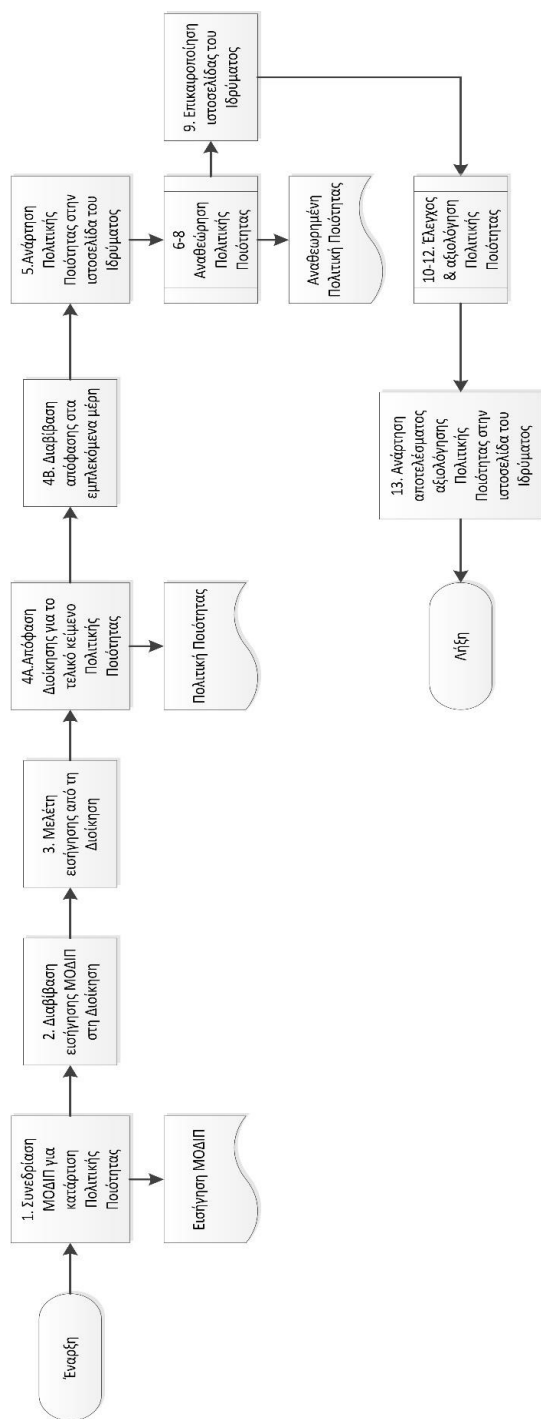 Έναρξη
1. Συνεδρίαση
ΜΟΔΙΠ για
κατάρτιση
Πολιτικής
Ποιότητας
Εισήγηση ΜΟΔΙΠ
2. Διαβίβαση
εισήγησης ΜΟΔΙΠ
στη Διοίκηση
3. Μελέτη
εισήγησης από τη
Διοίκηση
4Α.Απόφαση
Διοίκησης για το
τελικό κείμενο
Πολιτικής
Ποιότητας
Πολιτική Ποιότητας
4Β. Διαβίβαση
απόφασης στα
εμπλεκόμενα μέρη
5.Ανάρτηση
Πολιτικής
Ποιότητας στην
ιστοσελίδα του
Ιδρύματος
6-8
Αναθεώρηση
Πολιτικής
Ποιότητας
Αναθεωρημένη
Πολιτική Ποιότητας
9. Επικαιροποίηση
ιστοσελίδας του
Ιδρύματος
10-12. Έλεγχος
& αξιολόγηση
Πολιτικής
Ποιότητας
13. Ανάρτηση
αποτελέσματος
αξιολόγησης
Πολιτικής
Ποιότητας στην
ιστοσελίδα του
Ιδρύματος
Λήξη